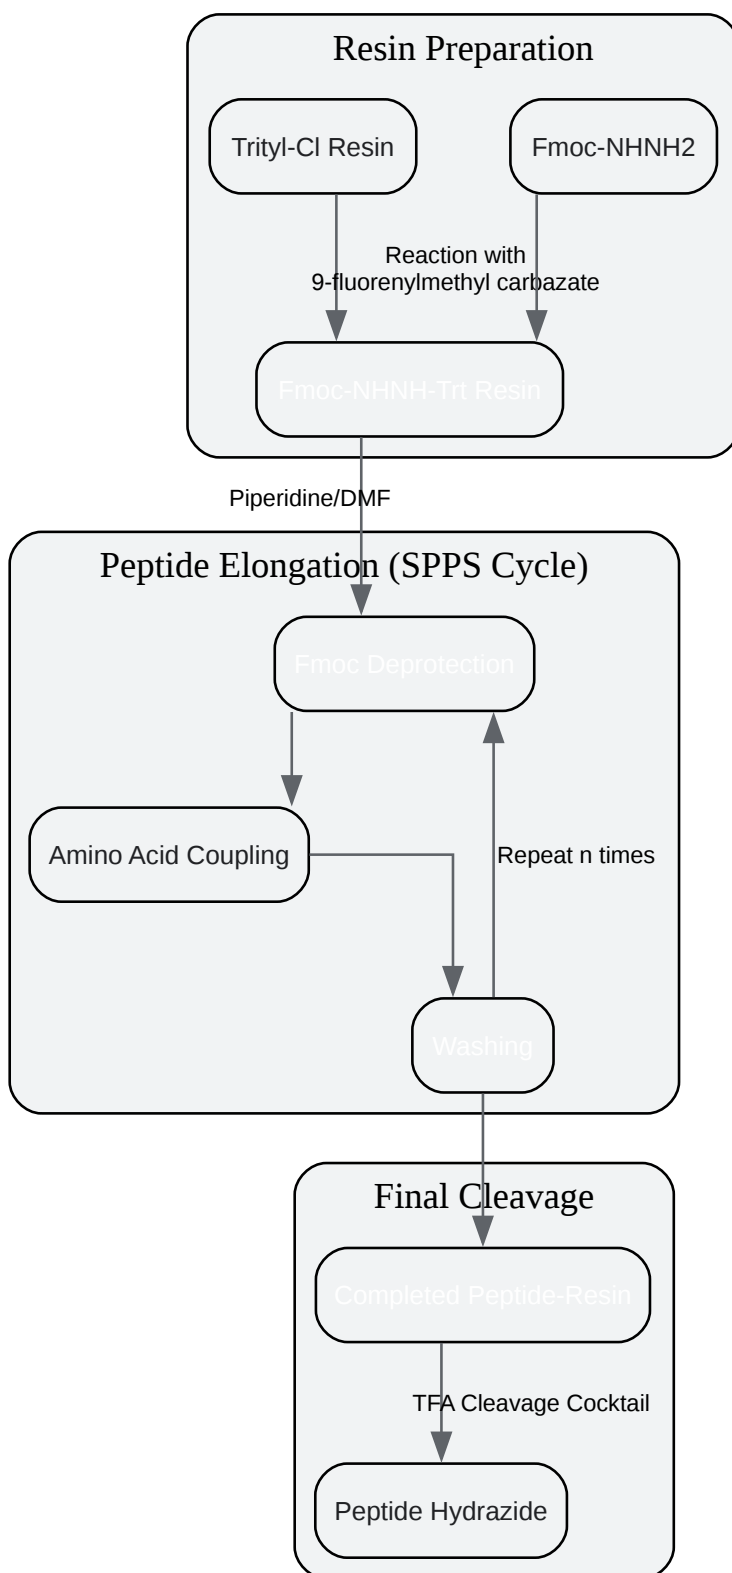 Resin Preparation
Trityl-Cl Resin
Fmoc-NHNH2
Reaction with
9-fluorenylmethyl carbazate
Fmoc-NHNH-Trt Resin
Piperidine/DMF
Peptide Elongation (SPPS Cycle)
Fmoc Deprotection
Amino Acid Coupling
Repeat n times
Washing
Final Cleavage
Completed Peptide-Resin
TFA Cleavage Cocktail
Peptide Hydrazide